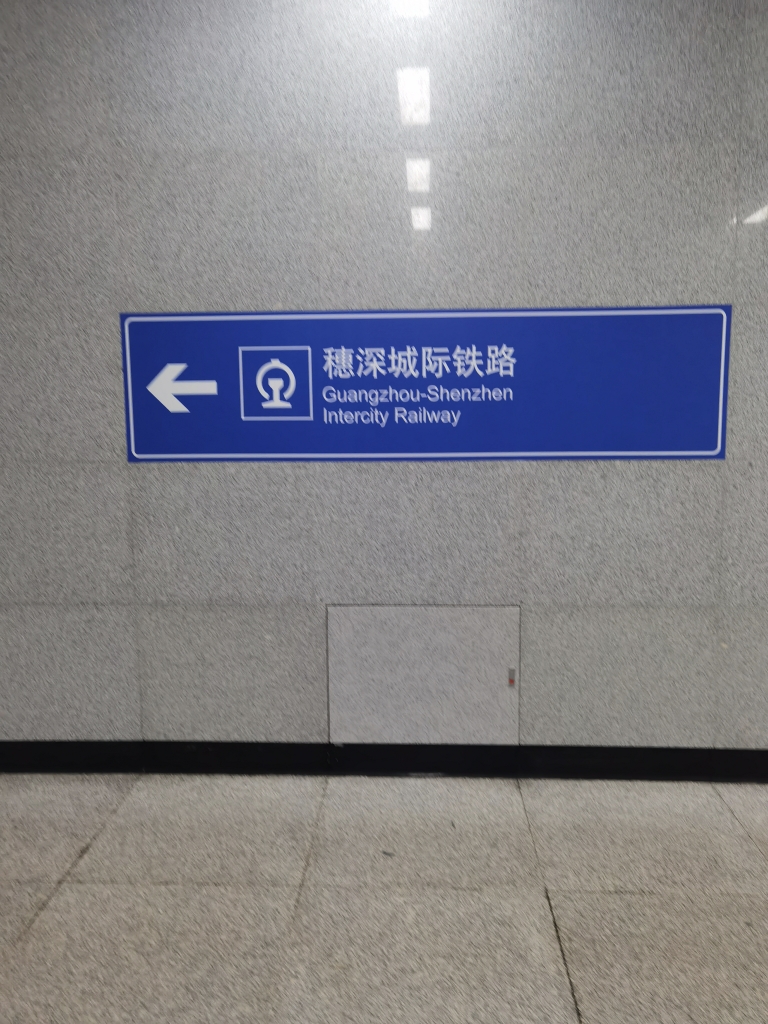 穗深城际铁路
Guangzhou-Shenzhen
Intercity Railway